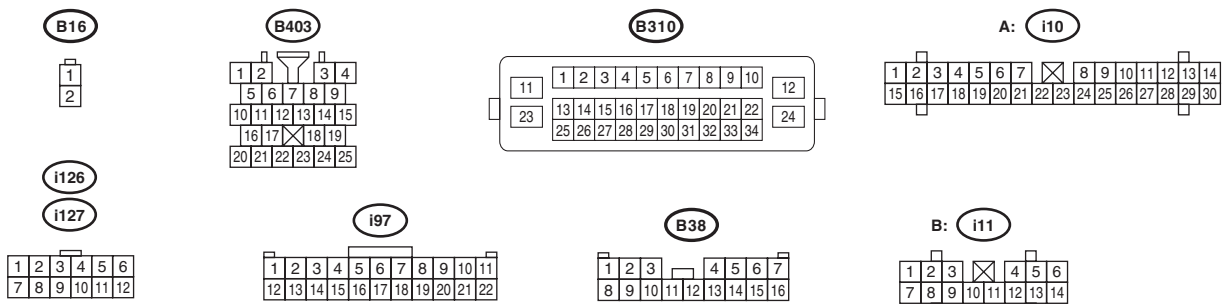 B16
B403
B310
A: i10
1
2
1 2 3 4
5 6 7 8 9
10 11 12 13 14 15
16 17 18 19
20 21 22 23 24 25
11 1 2 3 4 5 6 7 8 9 10 12
23 13 14 15 16 17 18 19 20 21 22 24
25 26 27 28 29 30 31 32 33 34
1 2 3 4 5 6 7 8 9 10 11 12 13 14
15 16 17 18 19 20 21 22 23 24 25 26 27 28 29 30
i126
i127
i97
B38
B: i11
1 2 3 4 5 6
7 8 9 10 11 12
1 2 3 4 5 6 7 8 9 10 11
12 13 14 15 16 17 18 19 20 21 22
1 2 3 4 5 6 7
8 9 10 11 12 13 14 15 16
1 2 3 4 5 6
7 8 9 10 11 12 13 14